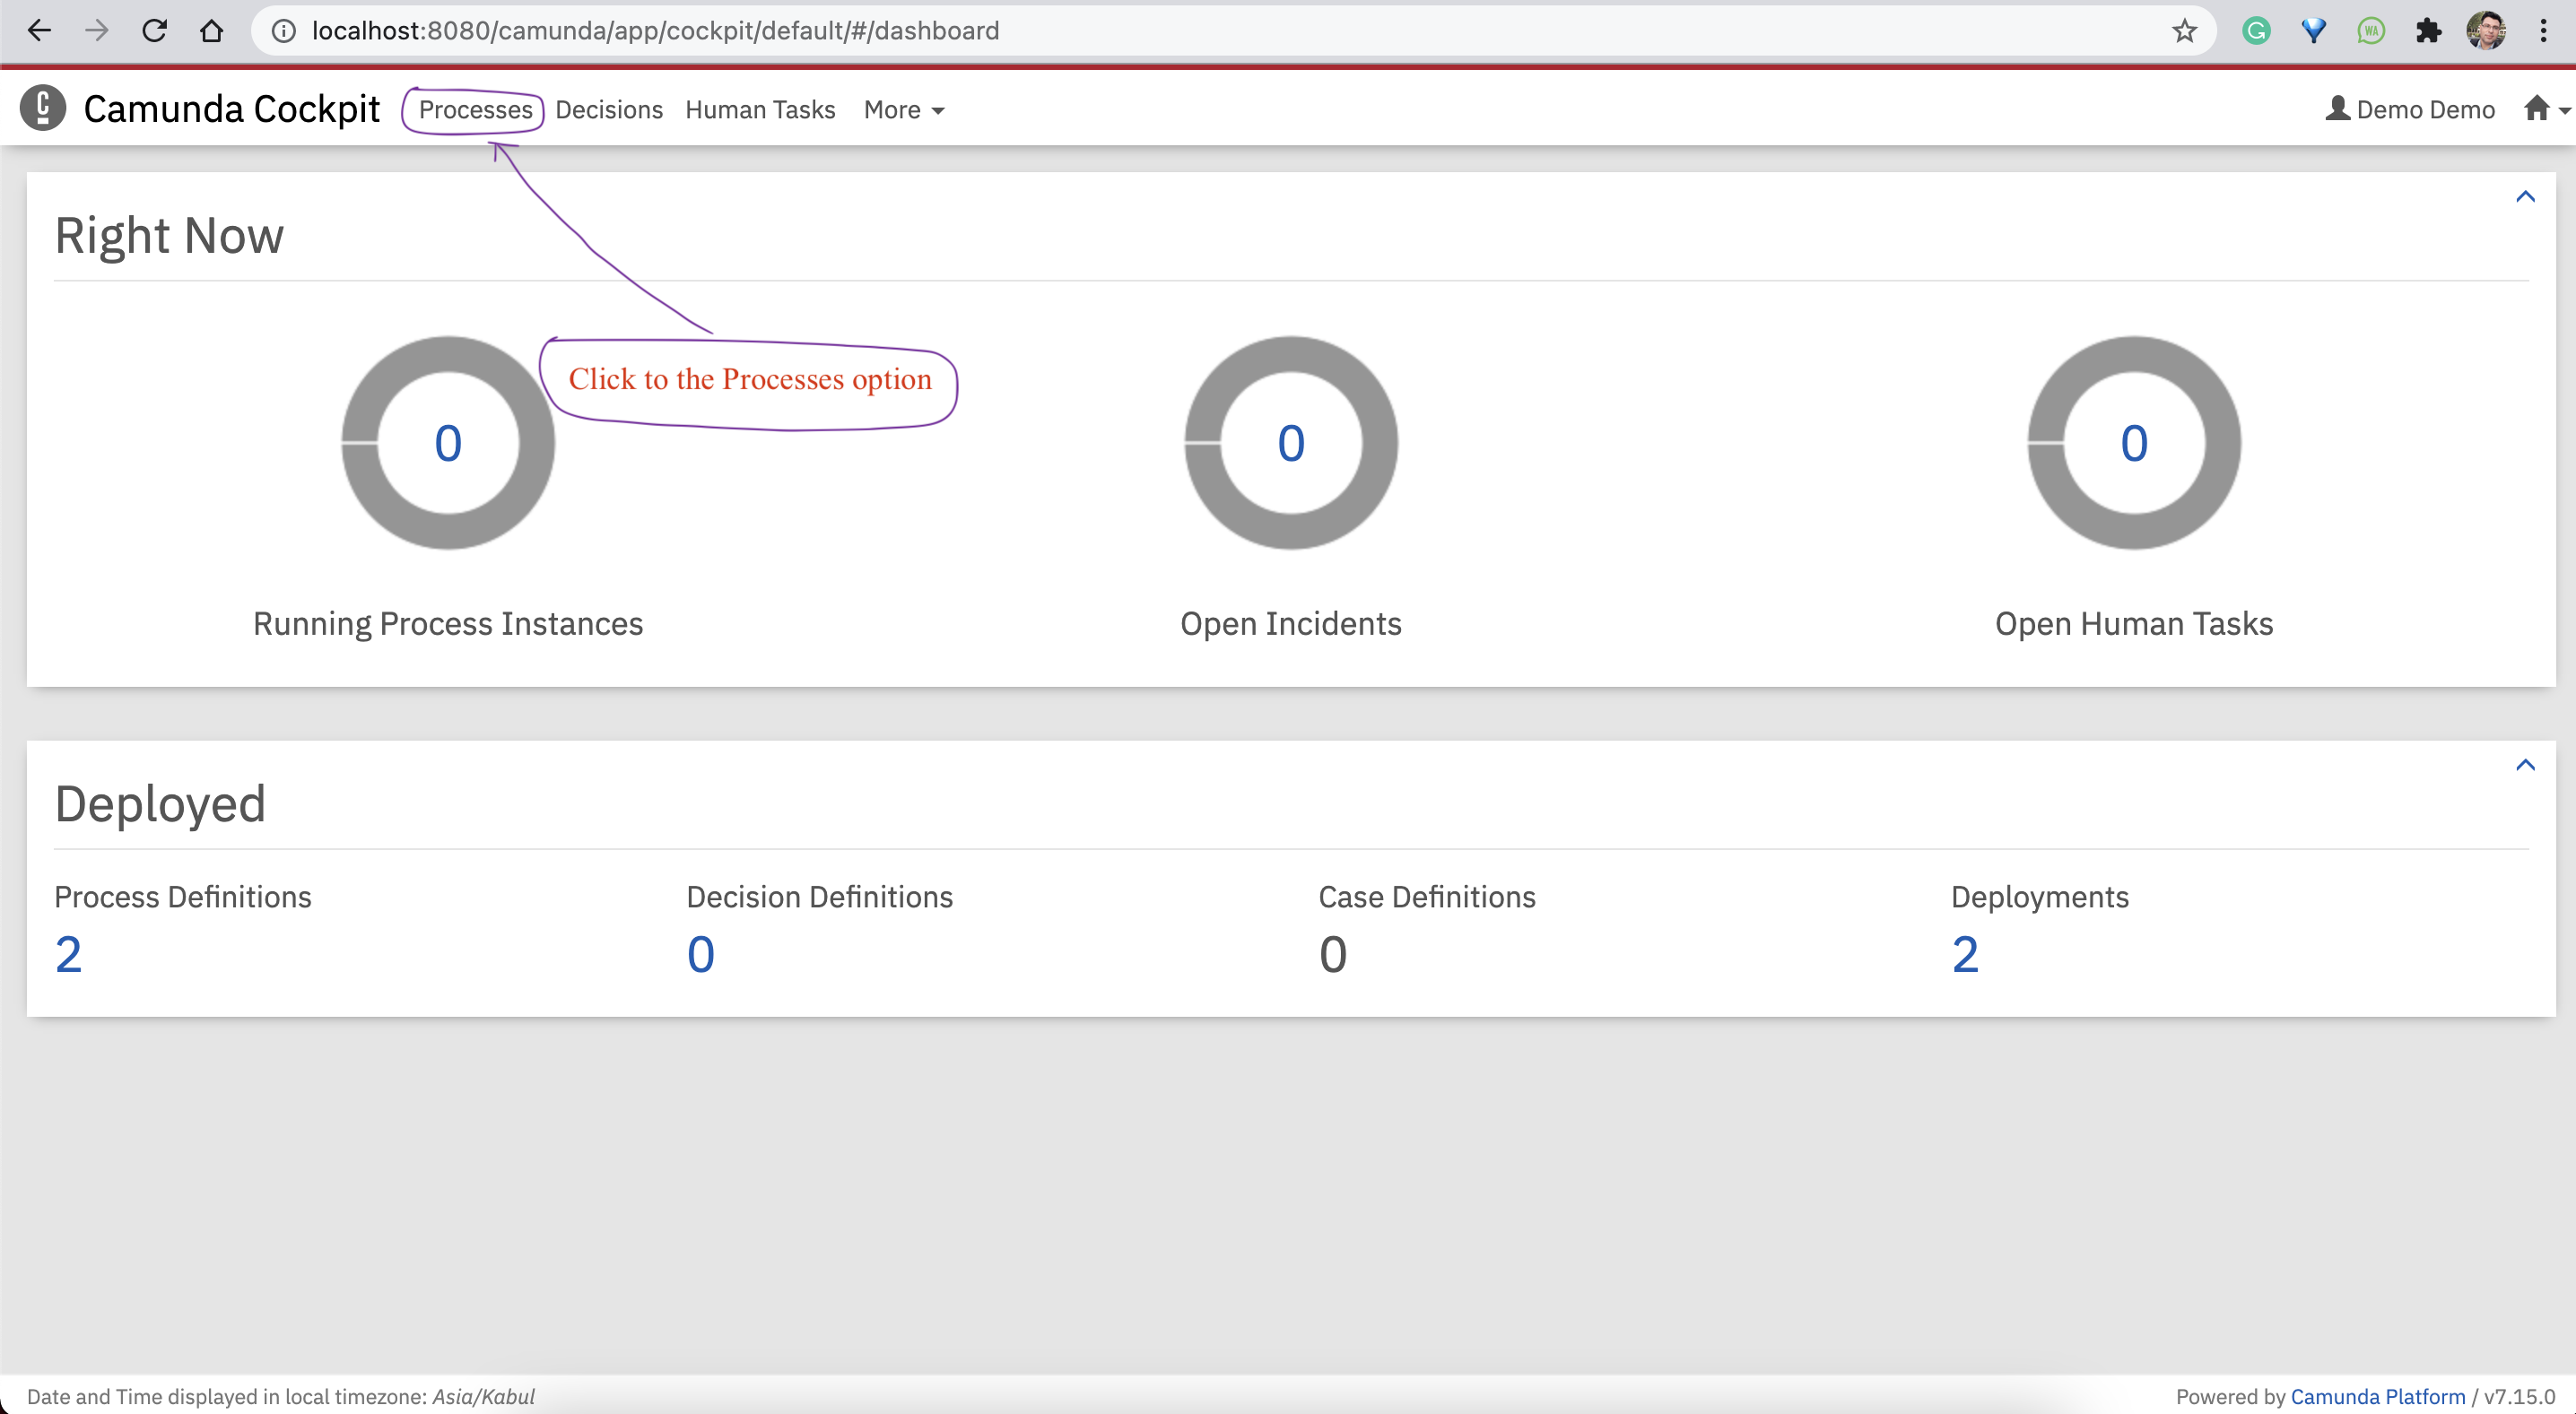 localhost:8080/camunda/app/cockpit/default/#/dashboard
Camunda Cockpit Processes Decisions Human Tasks More Demo Demo
Right Now
Click to the Processes option
0 0 0
Running Process Instances Open Incidents Open Human Tasks
Deployed
Process Definitions Decision Definitions Case Definitions Deployments
2 0 0 2
Date and Time displayed in local timezone: Asia/Kabul Powered by Camunda Platform / v7.15.0